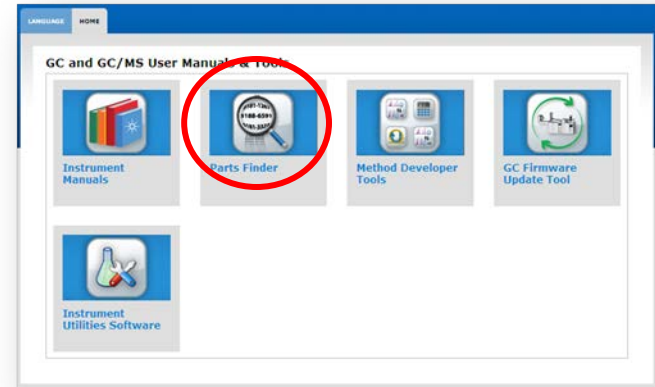 LANGUAGE HOME
GC and GC/MS User Manuals & Tools
Instrument
Manuals
Parts Finder
Method Developer
Tools
GC Firmware
Update Tool
Instrument
Utilities Software